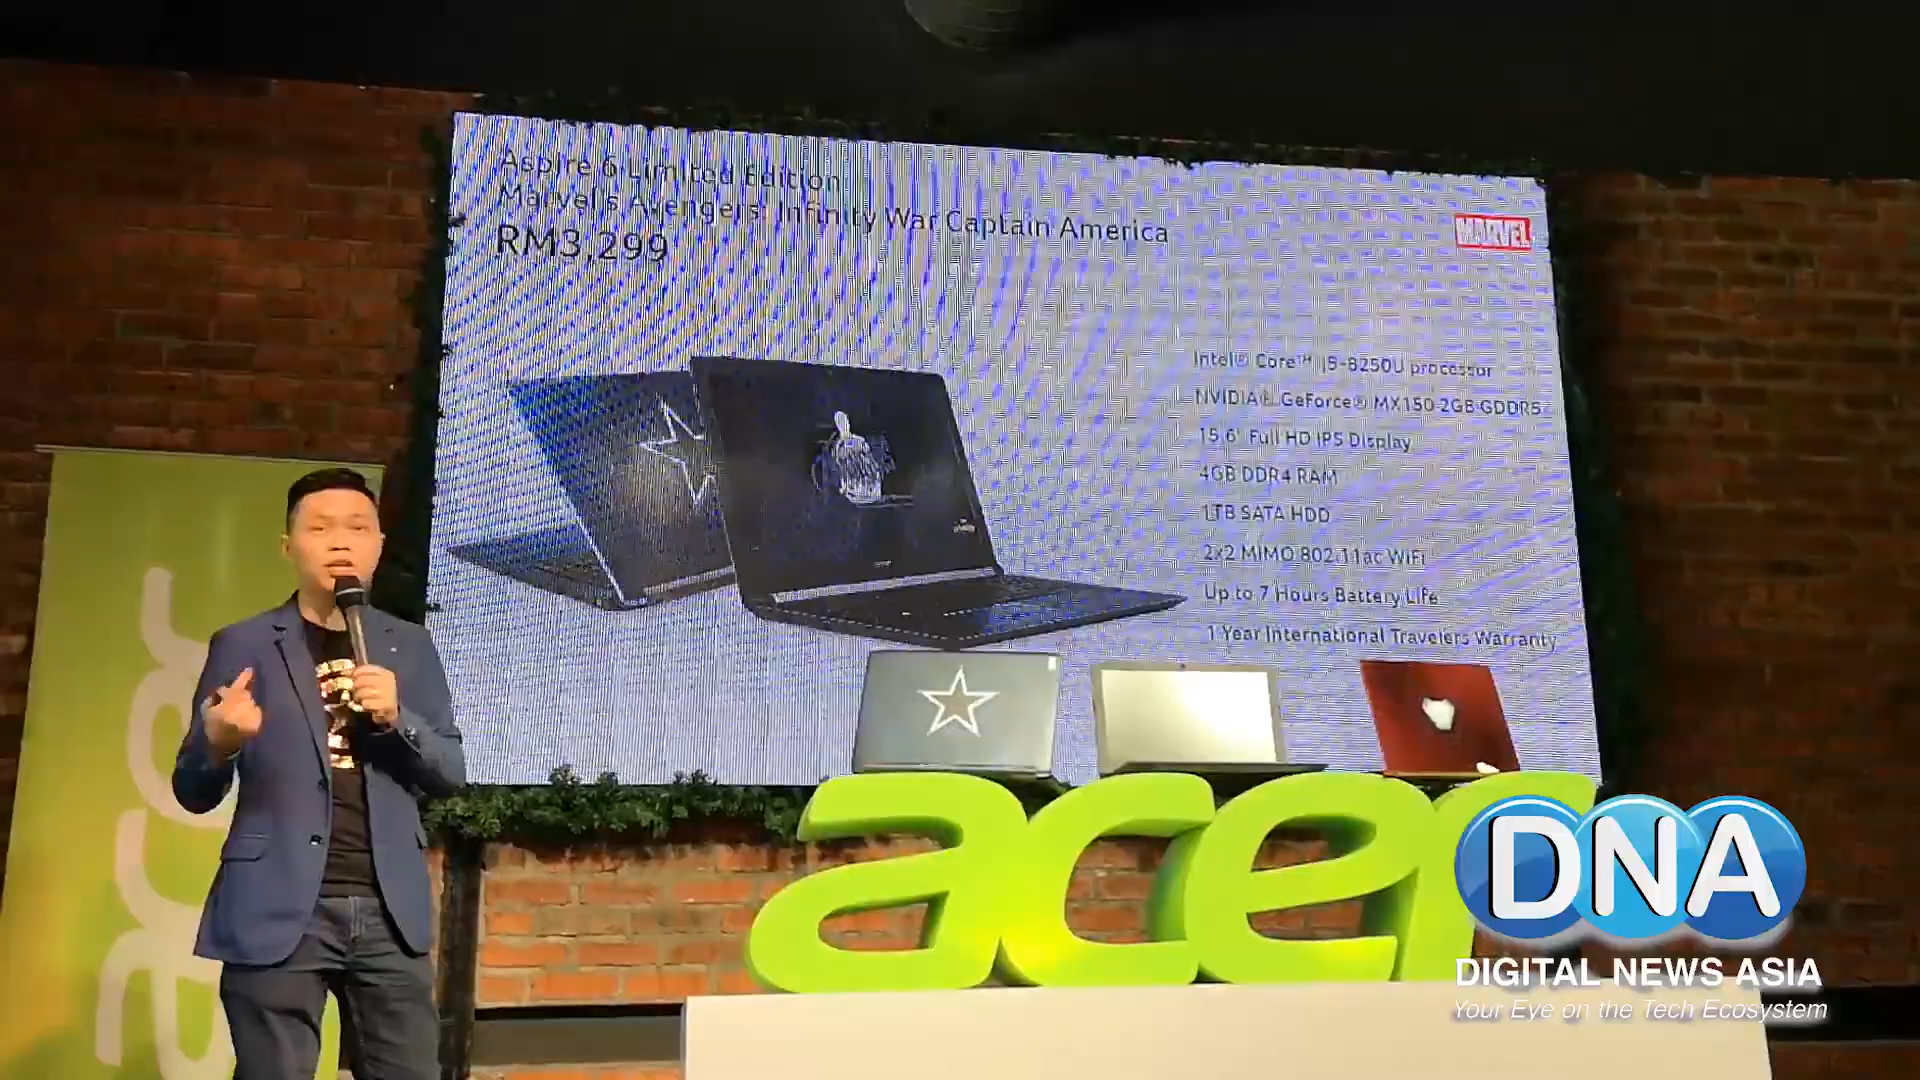 Aspire 6 Limited Edition
Marvel's Avengers: Infinity War Captain America
RM3,299
MARVEL
Intel® Core™ i5-8250U processor
NVIDIA® GeForce® MX150 2GB GDDR5
15.6" Full HD IPS Display
4GB DDR4 RAM
1TB SATA HDD
2x2 MIMO 802.11ac WiFi
Up to 7 Hours Battery Life
1 Year International Travelers Warranty
acer
acer
DNA
DIGITAL NEWS ASIA
Your Eye on the Tech Ecosystem